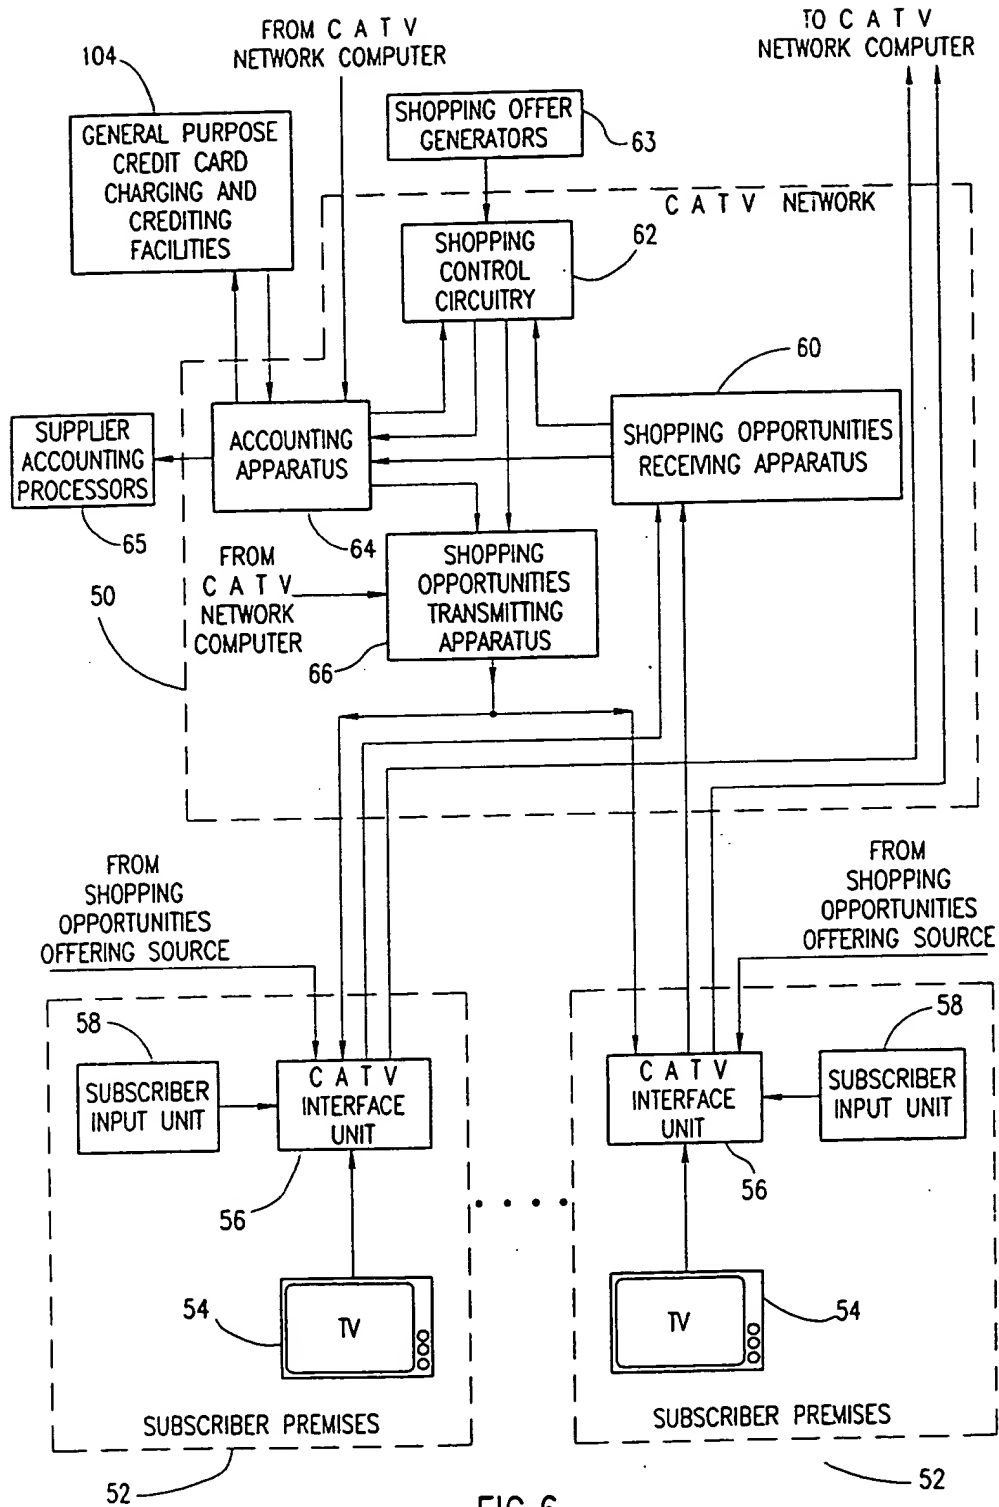 FROM C A T V
NETWORK COMPUTER
TO C A T V
NETWORK COMPUTER
104
GENERAL PURPOSE
CREDIT CARD
CHARGING AND
CREDITING
FACILITIES
SHOPPING OFFER
GENERATORS
63
C A T V NETWORK
SHOPPING
CONTROL
CIRCUITRY
62
60
SUPPLIER
ACCOUNTING
PROCESSORS
65
ACCOUNTING
APPARATUS
64
SHOPPING OPPORTUNITIES
RECEIVING APPARATUS
50
FROM
C A T V
NETWORK
COMPUTER
SHOPPING
OPPORTUNITIES
TRANSMITTING
APPARATUS
66
FROM
SHOPPING
OPPORTUNITIES
OFFERING SOURCE
FROM
SHOPPING
OPPORTUNITIES
OFFERING SOURCE
58
SUBSCRIBER
INPUT UNIT
C A T V
INTERFACE
UNIT
56
54
TV
SUBSCRIBER PREMISES
52
58
C A T V
INTERFACE
UNIT
SUBSCRIBER
INPUT UNIT
56
TV
54
SUBSCRIBER PREMISES
52
FIG.6